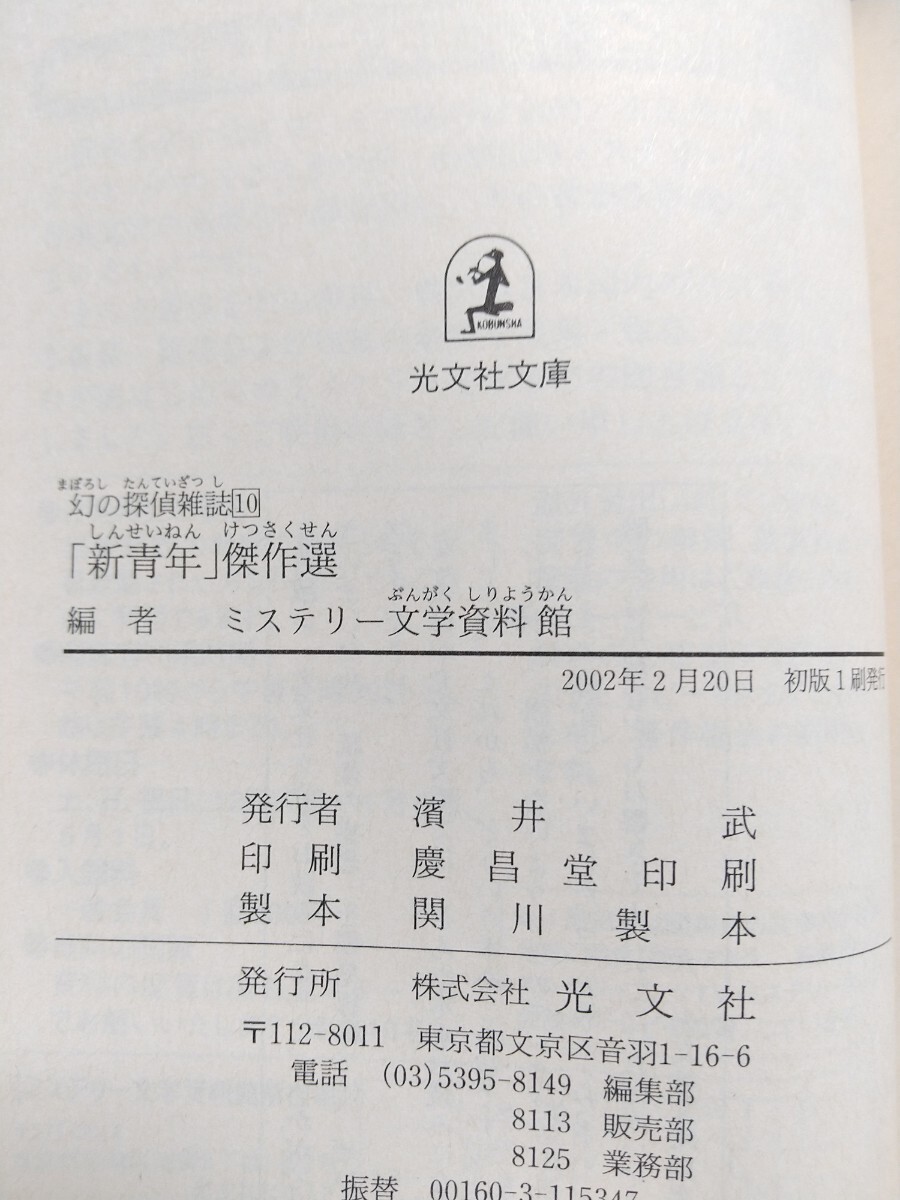 KOBUNSHA
光文社文庫
まぼろし たんていざつし
幻の探偵雑誌10
しんせいねん けつさくせん
「新青年」傑作選
ぶんがく しりようかん
編者 ミステリー文学資料館
2002年2月20日 初版1刷発行
発行者 濱井武
印刷 慶昌堂印刷
製本 関川製本
発行所 株式会社 光文社
〒112-8011 東京都文京区音羽1-16-6
電話 (03)5395-8149 編集部
8113 販売部
8125 業務部
振替 00160-3-115347